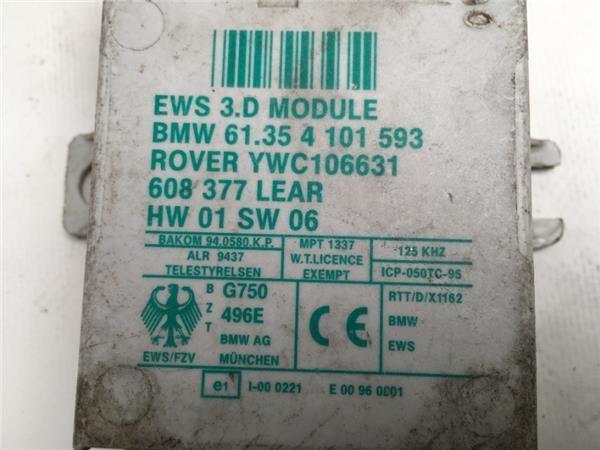 EWS 3.D MODULE
BMW 61.35 4 101 593
ROVER YWC106631
608 377 LEAR
HW 01 SW 06
BAKOM 94.0580.K.P.
ALR 9437
TELESTYRELSEN
MPT 1337
W.T.LICENCE
EXEMPT
125 KHZ
ICP-050TC-95
B Z T
G750
496E
BMW AG
MÜNCHEN
EWS/FZV
CE
RTT/D/X1162
BMW
EWS
e1
I-00 0221
E 00 96 0001